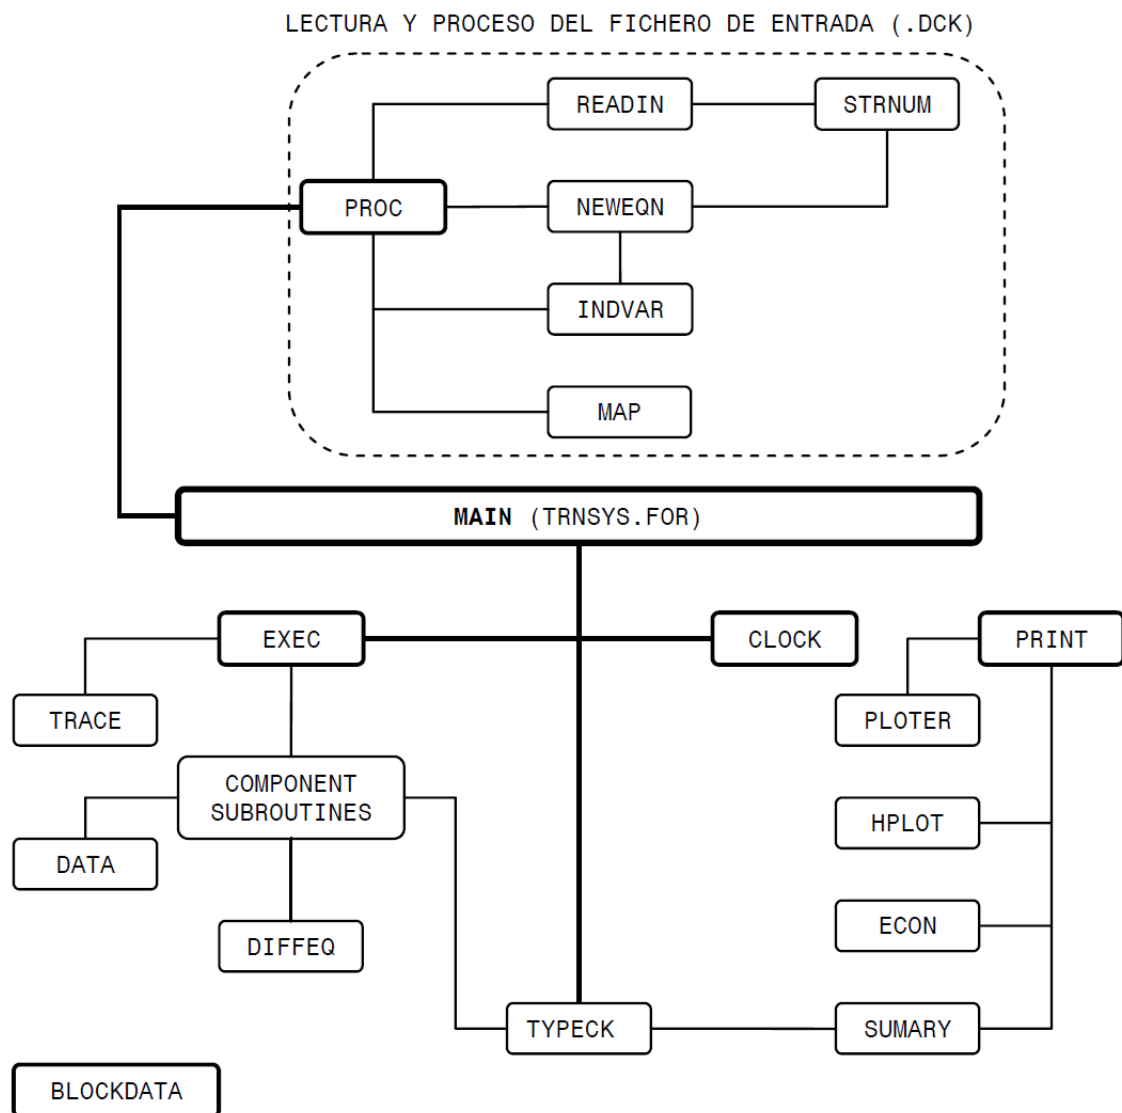 LECTURA Y PROCESO DEL FICHERO DE ENTRADA (.DCK)
READIN
STRNUM
PROC
NEWEQN
INDVAR
MAP
MAIN (TRNSYS.FOR)
EXEC
CLOCK
PRINT
TRACE
PLOTER
COMPONENT
SUBROUTINES
HPLOT
DATA
ECON
DIFFEQ
TYPECK
SUMARY
BLOCKDATA